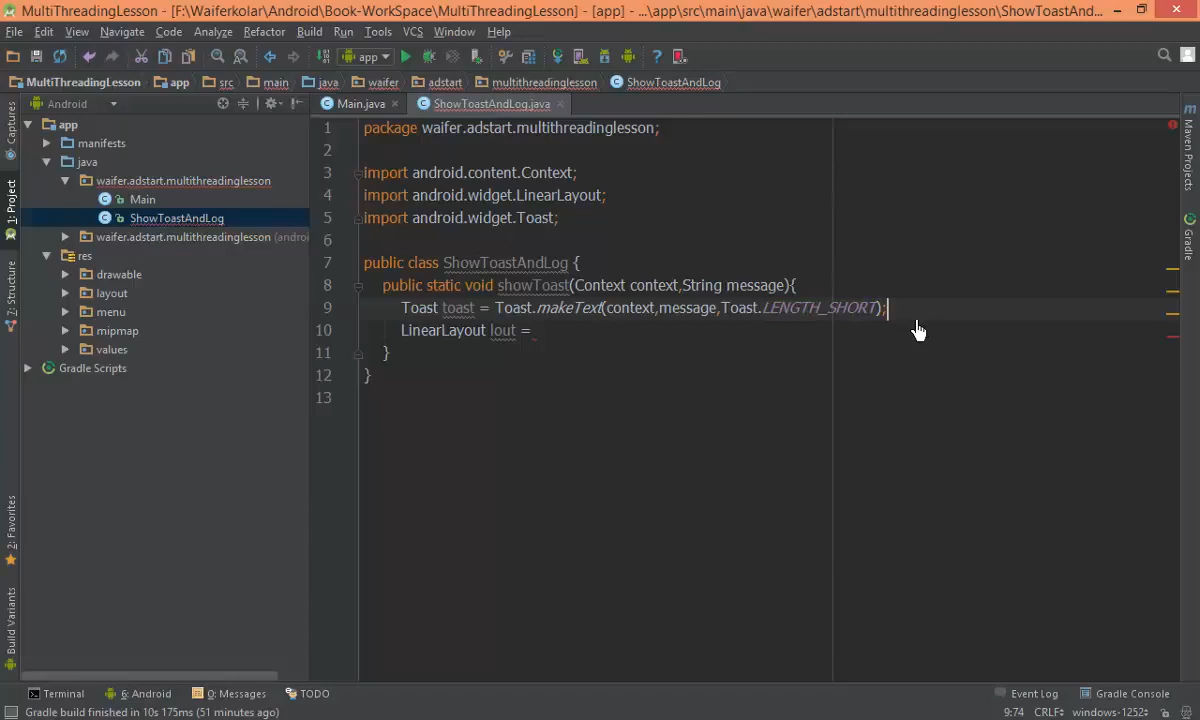 MultiThreadingLesson - [F:\Waiferkolar\Android\Book-WorkSpace\MultiThreadingLesson] - [app] - ...\app\src\main\java\waifer\adstart\multithreadinglesson\ShowToastAnd...
File Edit View Navigate Code Analyze Refactor Build Run Tools VCS Window Help
app
MultiThreadingLesson app src main java waifer adstart multithreadinglesson ShowToastAndLog
Android
Main.java ShowToastAndLog.java
Captures
1: Project
7: Structure
2: Favorites
Build Variants
app
manifests
java
waifer.adstart.multithreadinglesson
Main
ShowToastAndLog
waifer.adstart.multithreadinglesson (andro
res
drawable
layout
menu
mipmap
values
Gradle Scripts
1 package waifer.adstart.multithreadinglesson;
2
3 import android.content.Context;
4 import android.widget.LinearLayout;
5 import android.widget.Toast;
6
7 public class ShowToastAndLog {
8 public static void showToast(Context context,String message){
9 Toast toast = Toast.makeText(context,message,Toast.LENGTH_SHORT);
10 LinearLayout lout =
11 }
12 }
13
Maven Projects
Gradle
Terminal 6: Android 0: Messages TODO Event Log Gradle Console
Gradle build finished in 10s 175ms (51 minutes ago) 9:74 CRLF windows-1252